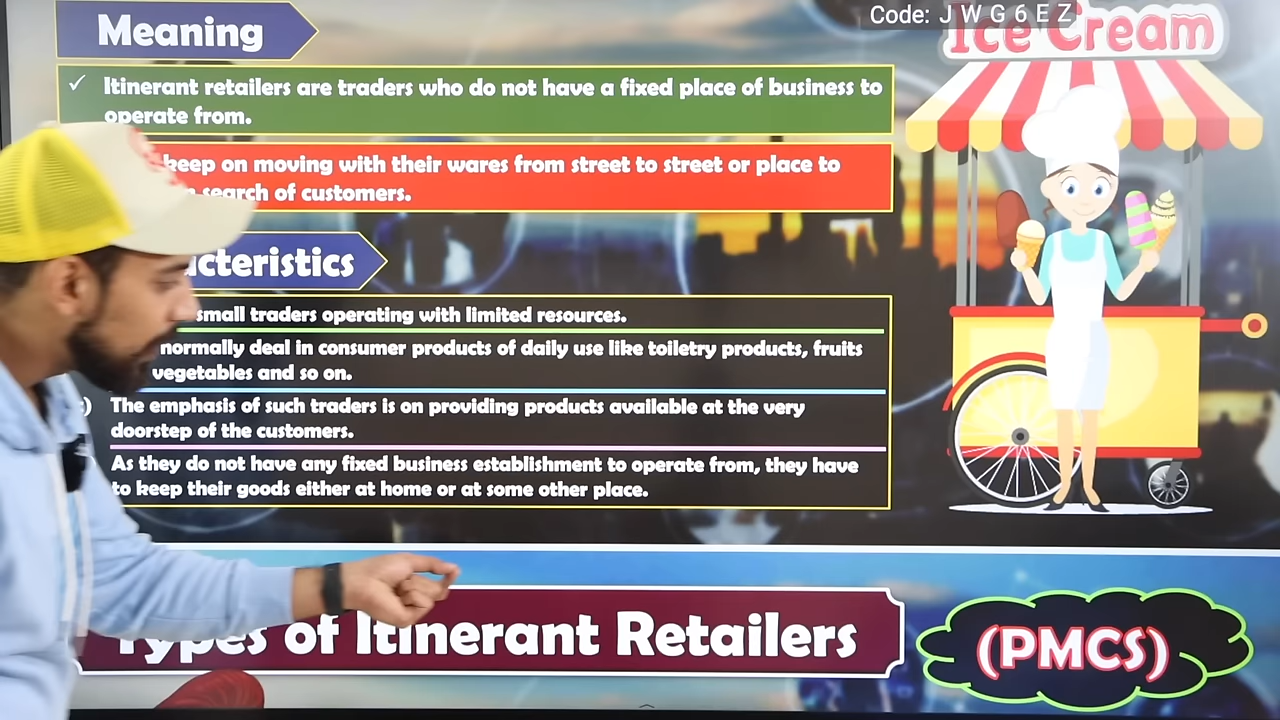 Code: J W G 6 E Z
Meaning
Ice Cream
✓ Itinerant retailers are traders who do not have a fixed place of business to
operate from.
keep on moving with their wares from street to street or place to
search of customers.
cteristics
small traders operating with limited resources.
normally deal in consumer products of daily use like toiletry products, fruits
vegetables and so on.
) The emphasis of such traders is on providing products available at the very
doorstep of the customers.
As they do not have any fixed business establishment to operate from, they have
to keep their goods either at home or at some other place.
Types of Itinerant Retailers
(PMCS)